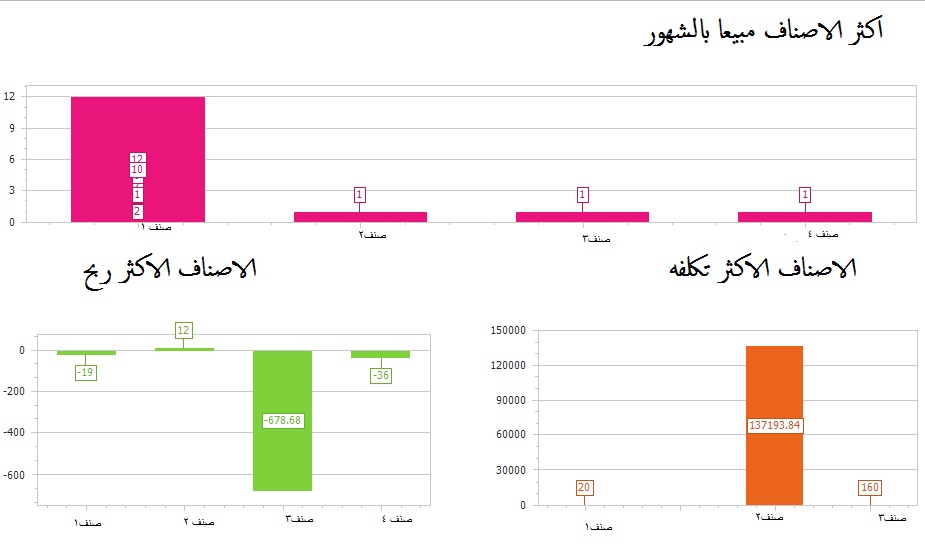 اكثر الاصناف مبيعا بالشهور
12
9
6
3
0
12
10
1
2
1
1
1
صنف ١
صنف٢
صنف٣
صنف ٤
الاصناف الاكثر ربح
0
-200
-400
-600
-19
12
-678.68
-36
صنف١
صنف ٢
صنف٣
صنف ٤
الاصناف الاكثر تكلفه
150000
120000
90000
60000
30000
0
20
137193.84
160
صنف١
صنف٢
صنف٣